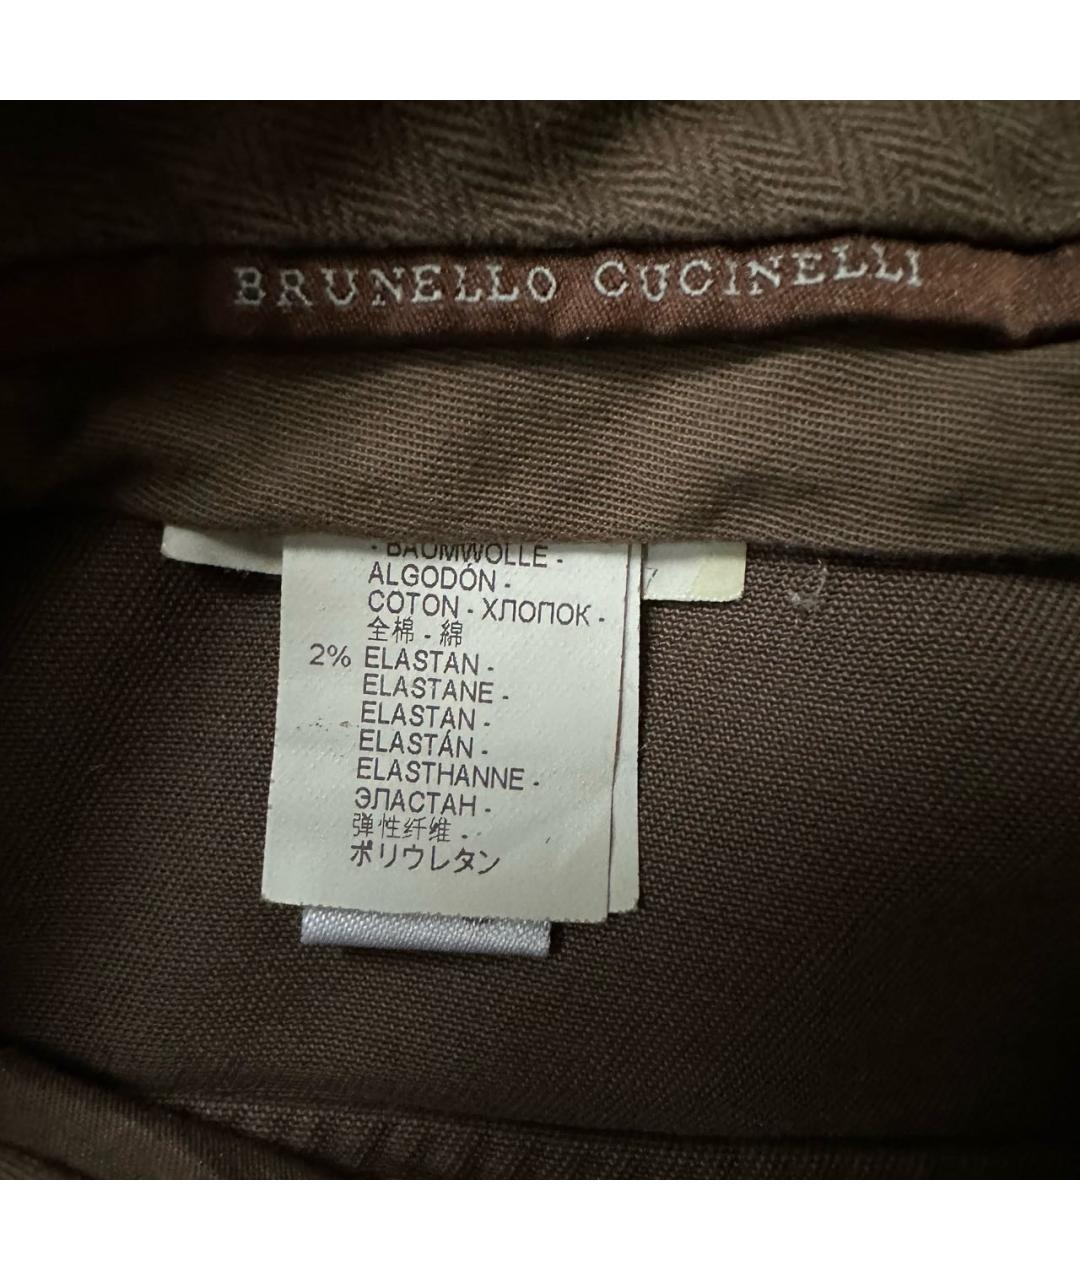 BRUNELLO CUCINELLI
- BAUMWOLLE -
ALGODÓN -
COTON - ХЛОПОК -
全棉 - 綿
2% ELASTAN -
ELASTANE -
ELASTAN -
ELASTÁN -
ELASTHANNE -
ЭЛАСТАН -
弹性纤维 -
ポリウレタン